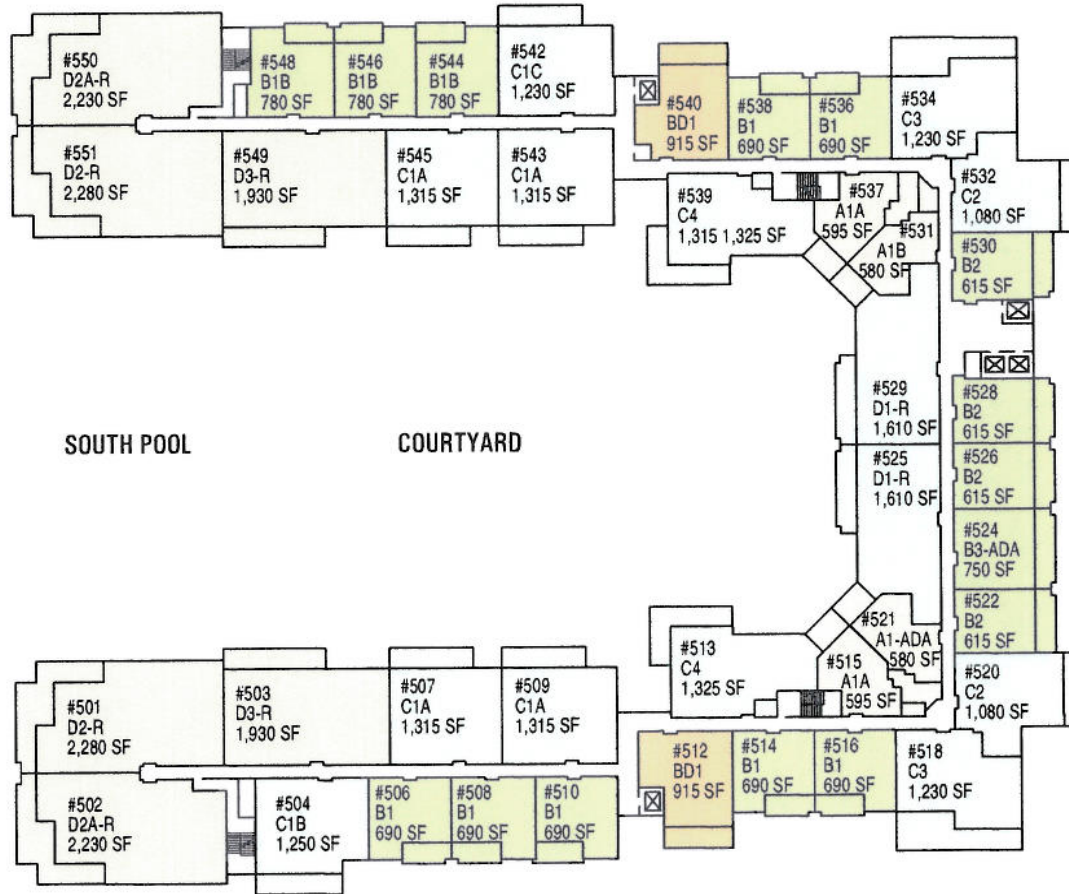 #550
D2A-R
2,230 SF
#548
B1B
780 SF
#546
B1B
780 SF
#544
B1B
780 SF
#542
C1C
1,230 SF
#540
BD1
915 SF
#538
B1
690 SF
#536
B1
690 SF
#534
C3
1,230 SF
#551
D2-R
2,280 SF
#549
D3-R
1,930 SF
#545
C1A
1,315 SF
#543
C1A
1,315 SF
#539
C4
1,315 1,325 SF
#537
A1A
595 SF
#531
A1B
580 SF
#532
C2
1,080 SF
#530
B2
615 SF
#529
D1-R
1,610 SF
#528
B2
615 SF
SOUTH POOL
COURTYARD
#525
D1-R
1,610 SF
#526
B2
615 SF
#524
B3-ADA
750 SF
#522
B2
615 SF
#521
A1-ADA
580 SF
#513
C4
1,325 SF
#515
A1A
595 SF
#520
C2
1,080 SF
#501
D2-R
2,280 SF
#503
D3-R
1,930 SF
#507
C1A
1,315 SF
#509
C1A
1,315 SF
#502
D2A-R
2,230 SF
#504
C1B
1,250 SF
#506
B1
690 SF
#508
B1
690 SF
#510
B1
690 SF
#512
BD1
915 SF
#514
B1
690 SF
#516
B1
690 SF
#518
C3
1,230 SF